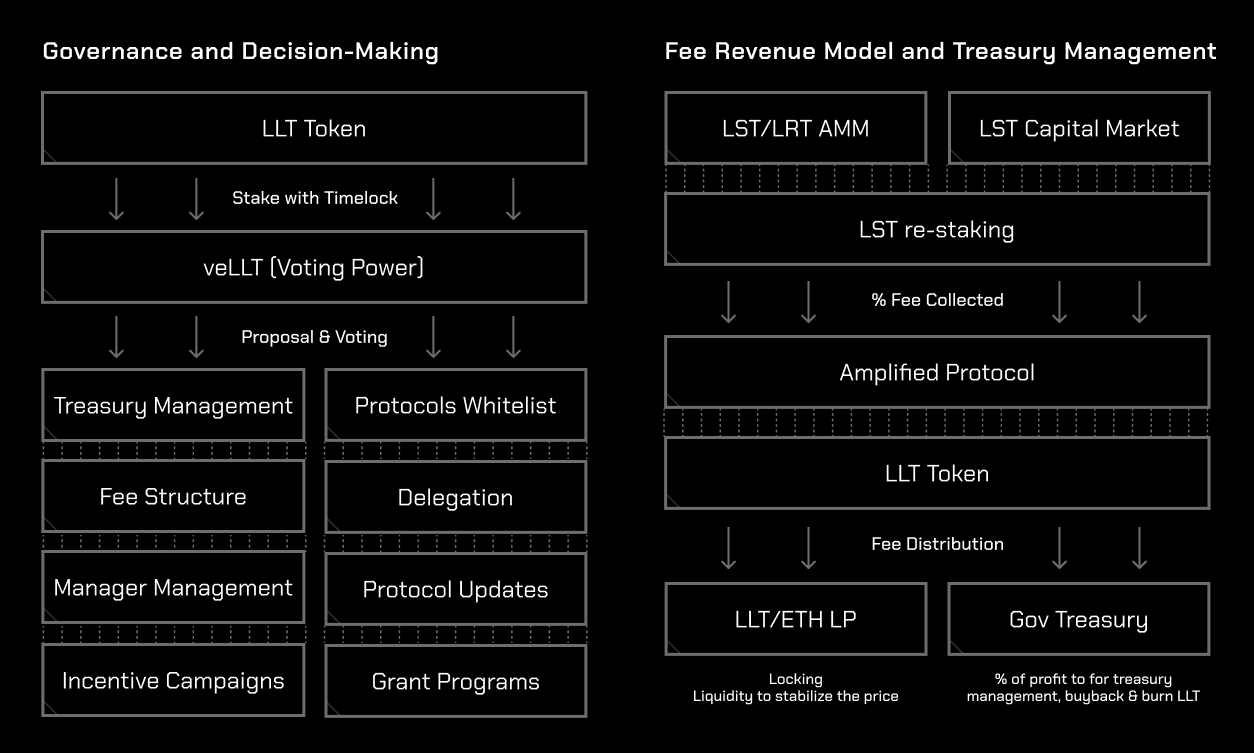 Governance and Decision-Making
LLT Token
Stake with Timelock
veLLT (Voting Power)
Proposal & Voting
Treasury Management
Protocols Whitelist
Fee Structure
Delegation
Manager Management
Protocol Updates
Incentive Campaigns
Grant Programs
Fee Revenue Model and Treasury Management
LST/LRT AMM
LST Capital Market
LST re-staking
% Fee Collected
Amplified Protocol
LLT Token
Fee Distribution
LLT/ETH LP
Gov Treasury
Locking
Liquidity to stabilize the price
% of profit to for treasury
management, buyback & burn LLT